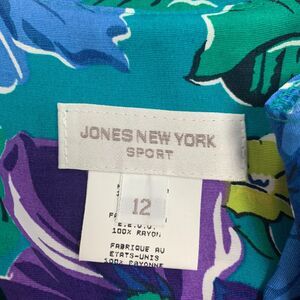 JONES NEW YORK
SPORT
12
E.E.U.U.
100% RAYON
FABRIQUE AU
ETATS-UNIS
100% RAYONNE